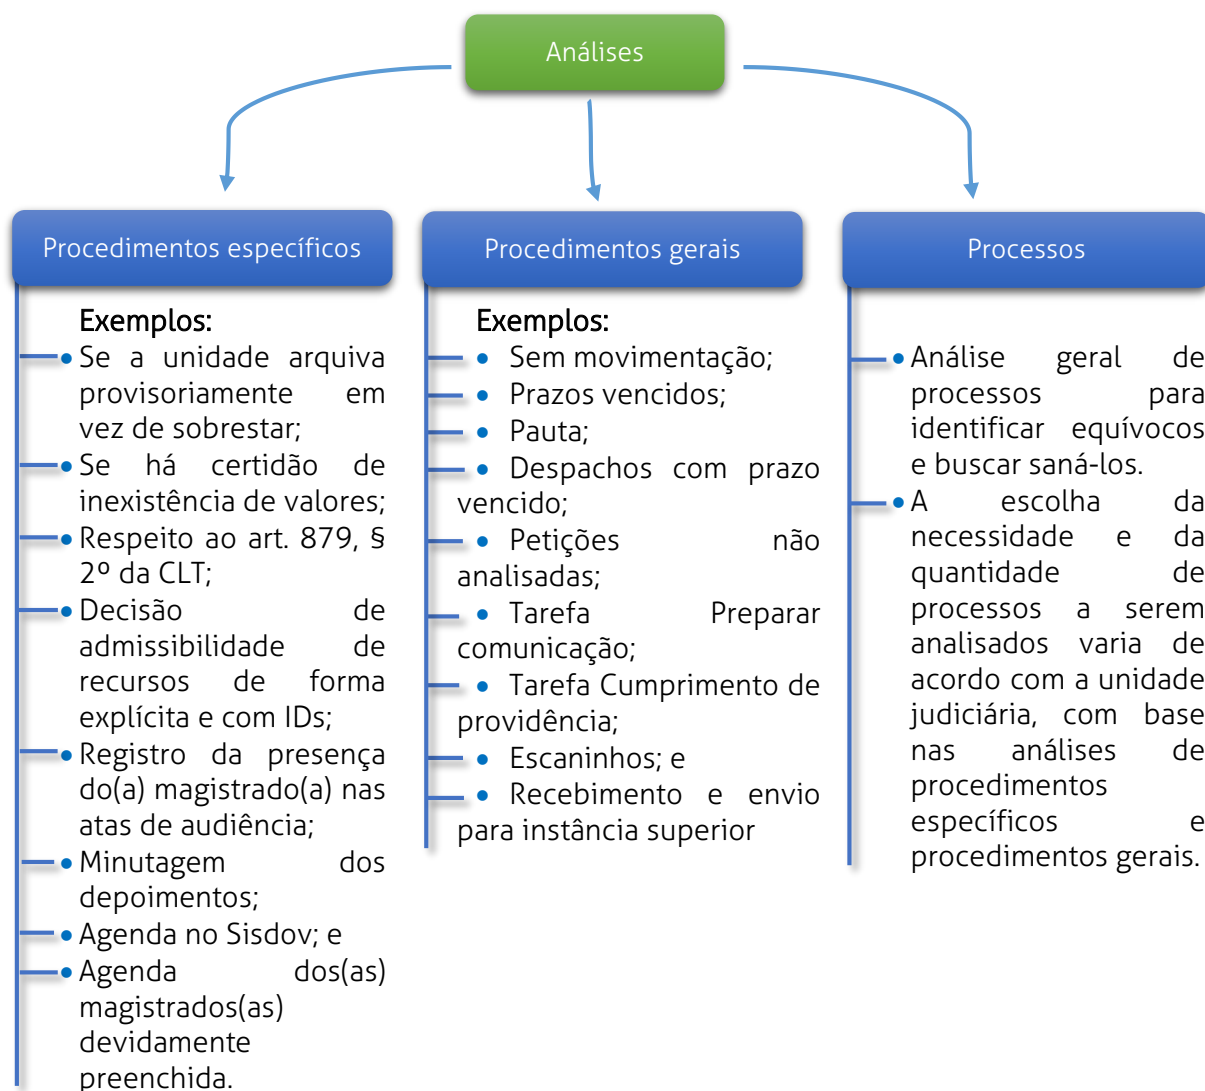 Análises
Procedimentos específicos
Exemplos:
• Se a unidade arquiva
provisoriamente em
vez de sobrestar;
• Se há certidão de
inexistência de valores;
• Respeito ao art. 879, §
2º da CLT;
• Decisão de
admissibilidade de
recursos de forma
explícita e com IDs;
• Registro da presença
do(a) magistrado(a) nas
atas de audiência;
• Minutagem dos
depoimentos;
• Agenda no Sisdov; e
• Agenda dos(as)
magistrados(as)
devidamente
preenchida.
Procedimentos gerais
Exemplos:
• Sem movimentação;
• Prazos vencidos;
• Pauta;
• Despachos com prazo
vencido;
• Petições não
analisadas;
• Tarefa Preparar
comunicação;
• Tarefa Cumprimento de
providência;
• Escaninhos; e
• Recebimento e envio
para instância superior
Processos
• Análise geral de
processos para
identificar equívocos
e buscar saná-los.
• A escolha da
necessidade e da
quantidade de
processos a serem
analisados varia de
acordo com a unidade
judiciária, com base
nas análises de
procedimentos
específicos e
procedimentos gerais.